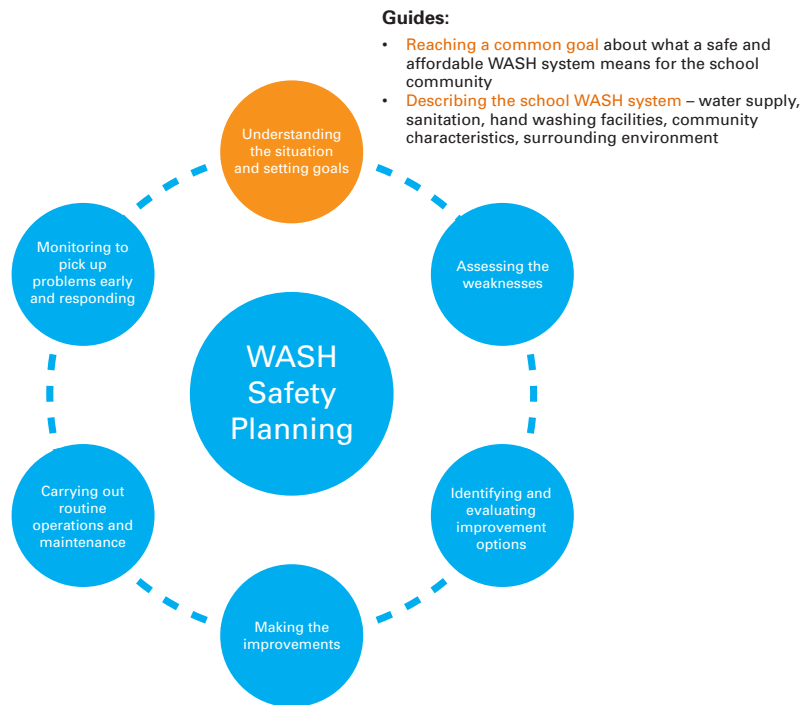 Guides:
• Reaching a common goal about what a safe and
affordable WASH system means for the school
community
• Describing the school WASH system – water supply,
sanitation, hand washing facilities, community
characteristics, surrounding environment
Understanding
the situation
and setting goals
Assessing the
weaknesses
Identifying and
evaluating
improvement
options
Making the
improvements
Carrying out
routine
operations and
maintenance
Monitoring to
pick up
problems early
and responding
WASH
Safety
Planning